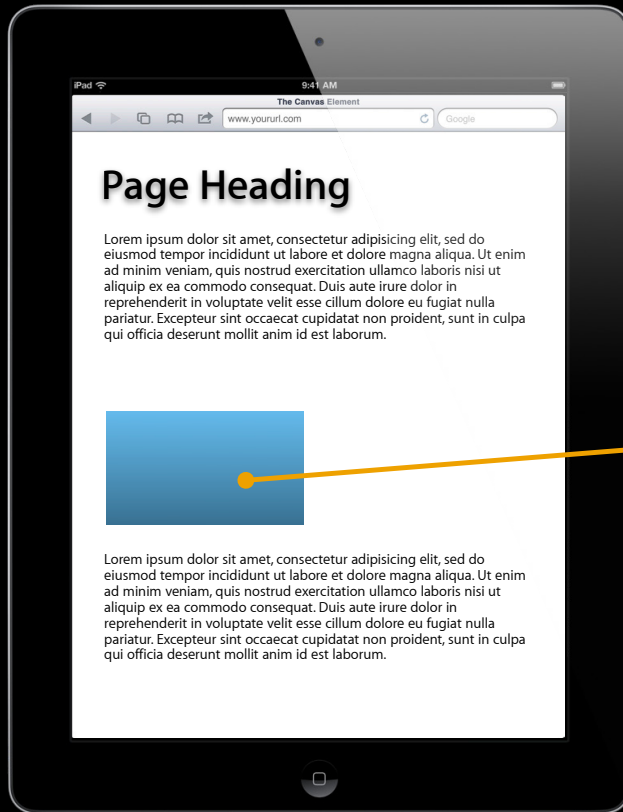 iPad 9:41 AM
The Canvas Element
www.yoururl.com Google
Page Heading
Lorem ipsum dolor sit amet, consectetur adipisicing elit, sed do
eiusmod tempor incididunt ut labore et dolore magna aliqua. Ut enim
ad minim veniam, quis nostrud exercitation ullamco laboris nisi ut
aliquip ex ea commodo consequat. Duis aute irure dolor in
reprehenderit in voluptate velit esse cillum dolore eu fugiat nulla
pariatur. Excepteur sint occaecat cupidatat non proident, sunt in culpa
qui officia deserunt mollit anim id est laborum.
Lorem ipsum dolor sit amet, consectetur adipisicing elit, sed do
eiusmod tempor incididunt ut labore et dolore magna aliqua. Ut enim
ad minim veniam, quis nostrud exercitation ullamco laboris nisi ut
aliquip ex ea commodo consequat. Duis aute irure dolor in
reprehenderit in voluptate velit esse cillum dolore eu fugiat nulla
pariatur. Excepteur sint occaecat cupidatat non proident, sunt in culpa
qui officia deserunt mollit anim id est laborum.